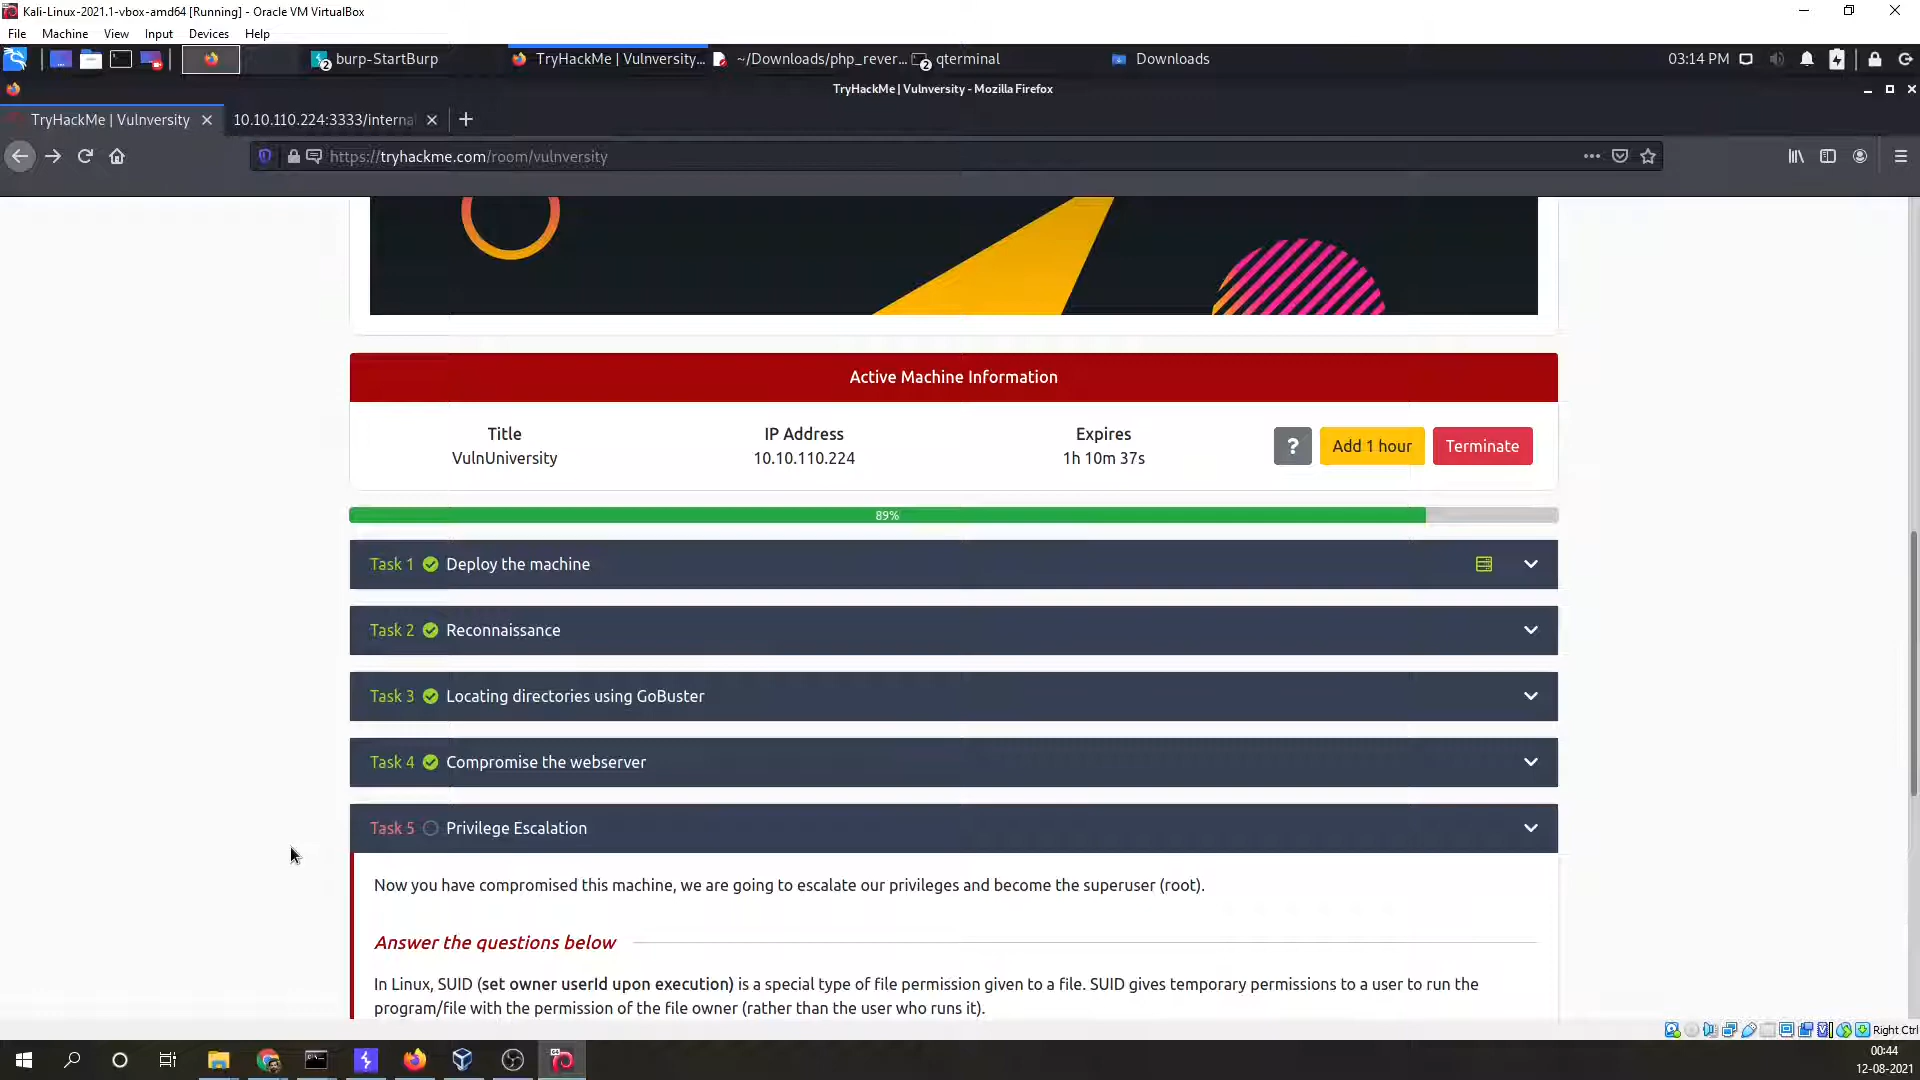 Kali-Linux-2021.1-vbox-amd64 [Running] - Oracle VM VirtualBox
File Machine View Input Devices Help
2 burp-StartBurp TryHackMe | Vulnversity... ~/Downloads/php_rever... 2 qterminal Downloads 03:14 PM
TryHackMe | Vulnversity - Mozilla Firefox
TryHackMe | Vulnversity 10.10.110.224:3333/interna
https://tryhackme.com/room/vulnversity
Active Machine Information
Title IP Address Expires
VulnUniversity 10.10.110.224 1h 10m 37s
? Add 1 hour Terminate
89%
Task 1 Deploy the machine
Task 2 Reconnaissance
Task 3 Locating directories using GoBuster
Task 4 Compromise the webserver
Task 5 Privilege Escalation
Now you have compromised this machine, we are going to escalate our privileges and become the superuser (root).
Answer the questions below
In Linux, SUID (set owner userId upon execution) is a special type of file permission given to a file. SUID gives temporary permissions to a user to run the
program/file with the permission of the file owner (rather than the user who runs it).
Right Ctrl
00:44
12-08-2021